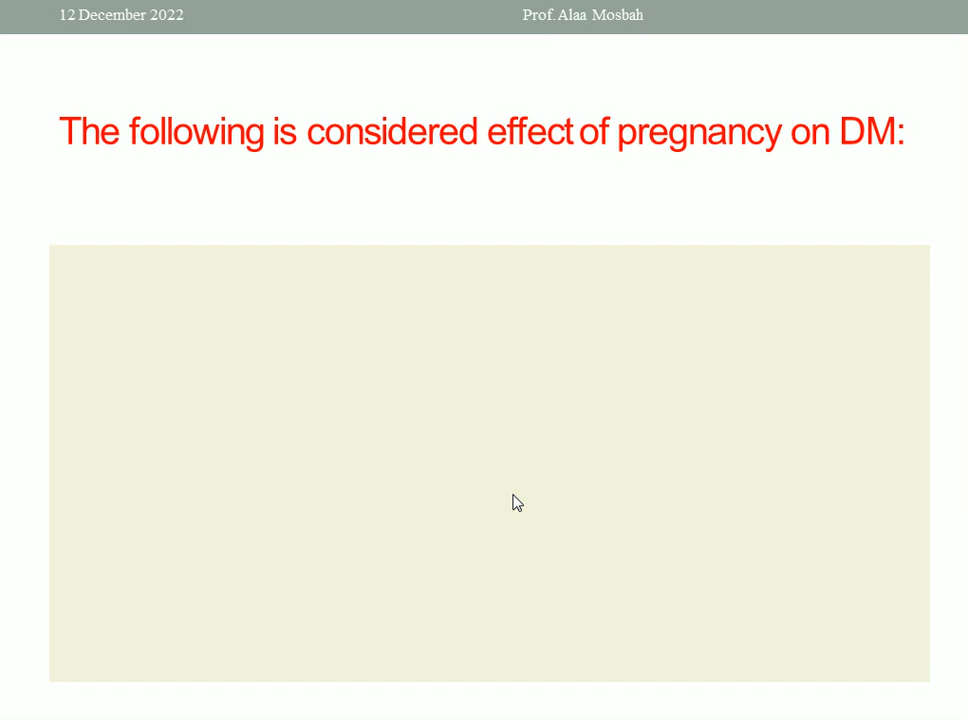 12 December 2022 Prof. Alaa Mosbah
The following is considered effect of pregnancy on DM: